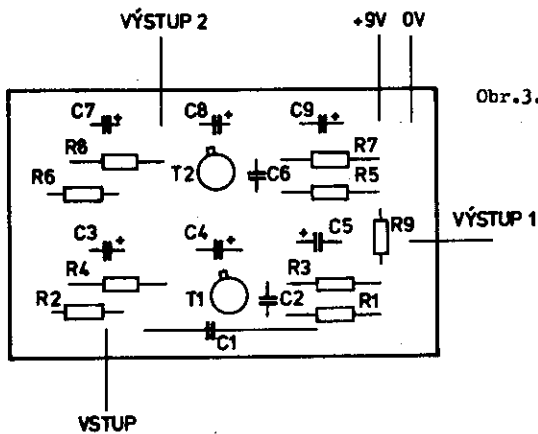 VÝSTUP 2
+9V 0V
Obr.3.
C7 + C8 + C9 +
R8 R7
R6 T2 C6 R5
C3 + C4 + + C5 R9 VÝSTUP 1
R4 R3
R2 T1 C2 R1
C1
VSTUP